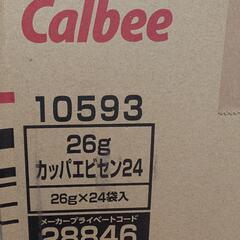 Calbee
10593
26g
カッパエビセン24
26g×24袋入
メーカープライベートコード
28846